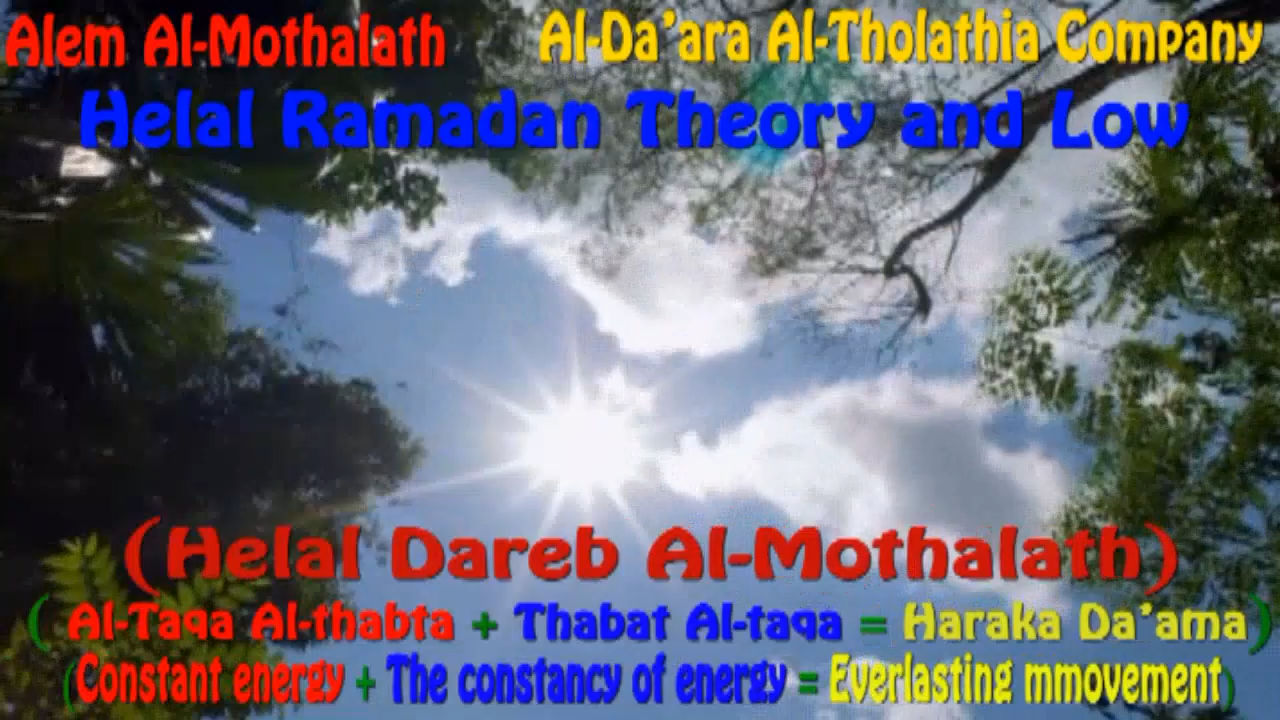 Alem Al-Mothalath Al-Da'ara Al-Tholathia Company
Helal Ramadan Theory and Low
(Helal Dareb Al-Mothalath)
( Al-Taqa Al-thabta + Thabat Al-taqa = Haraka Da'ama)
(Constant energy + The constancy of energy = Everlasting mmovement)